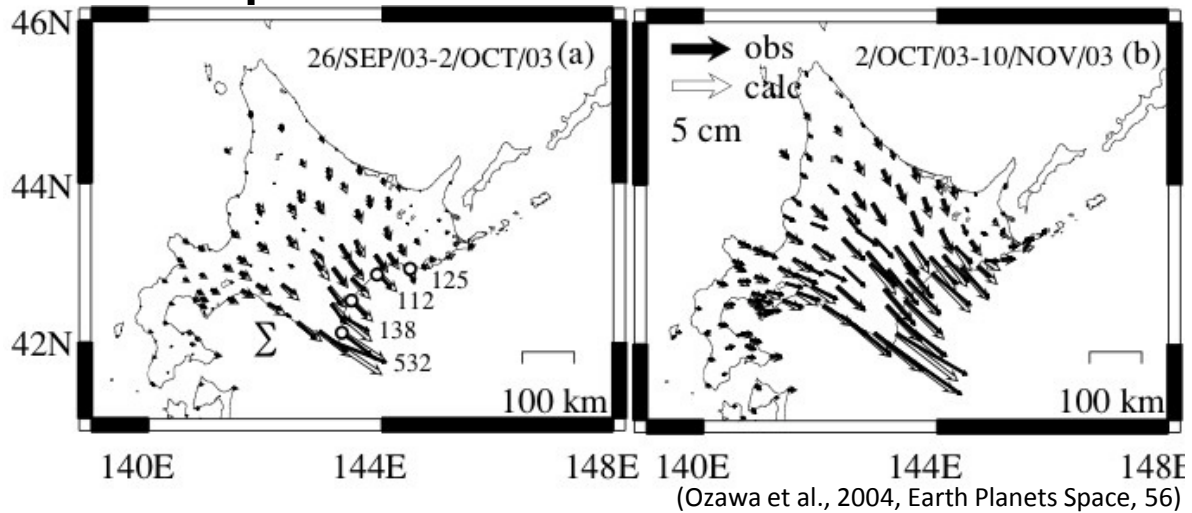 46N
44N
42N
26/SEP/03-2/OCT/03 (a)
125
112
138
532
Σ
100 km
140E 144E 148E
obs
calc
5 cm
2/OCT/03-10/NOV/03 (b)
100 km
140E 144E 148E
(Ozawa et al., 2004, Earth Planets Space, 56)